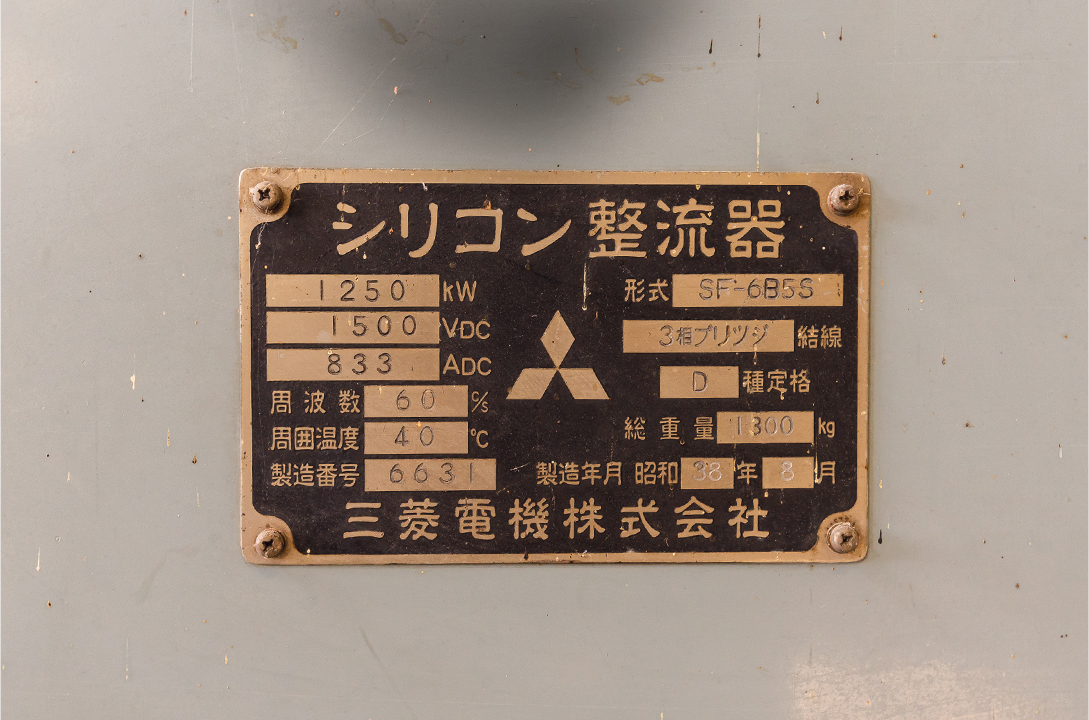 シリコン整流器
1250 kW
1500 VDC
833 ADC
周波数 60 c/s
周囲温度 40 ℃
製造番号 6631
形式 SF-6B5S
3相ブリツジ 結線
D 種定格
総重量 1300 kg
製造年月 昭和 38 年 8 月
三菱電機株式会社